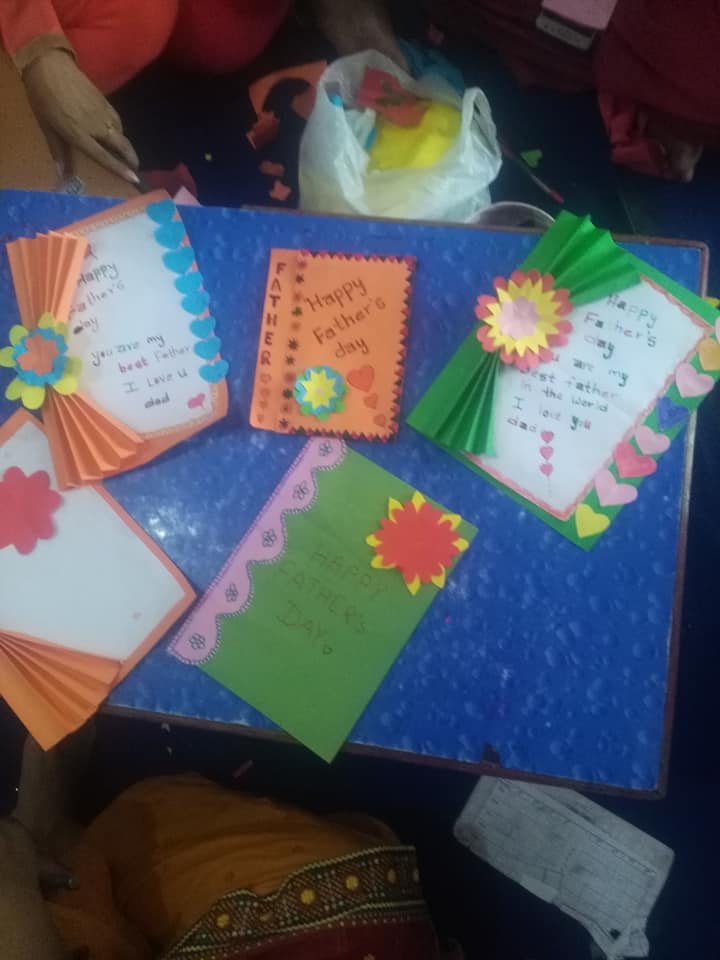 Happy
Father's
day
you are my
best Father
I Love u
dad
FATHER
Happy
Father's
day
Happy
Father's
day
are my
best father
in the world
I love you
dad
HAPPY
FATHER'S
DAY